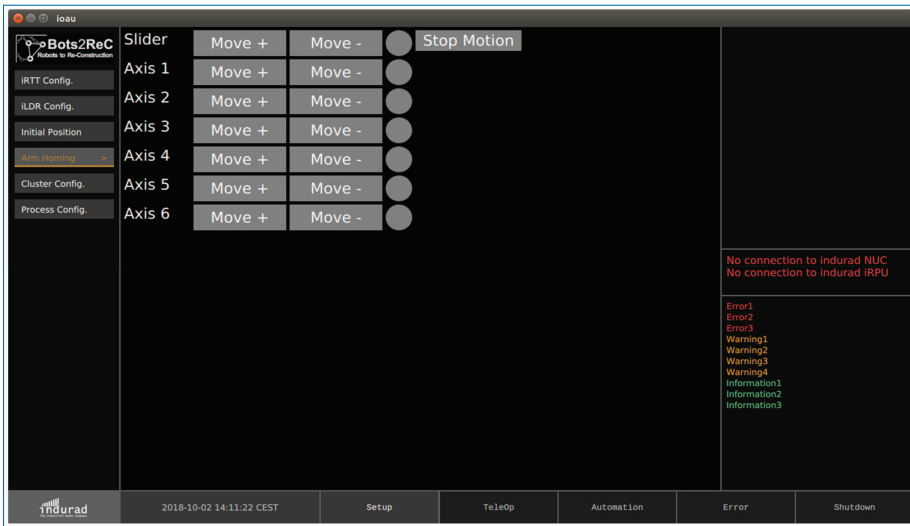 ioau
Bots2ReC
Robots to Re-Construction
iRTT Config.
iLDR Config.
Initial Position
Arm Homing >
Cluster Config.
Process Config.
Slider Move + Move - Stop Motion
Axis 1 Move + Move -
Axis 2 Move + Move -
Axis 3 Move + Move -
Axis 4 Move + Move -
Axis 5 Move + Move -
Axis 6 Move + Move -
No connection to indurad NUC
No connection to indurad iRPU
Error1
Error2
Error3
Warning1
Warning2
Warning3
Warning4
Information1
Information2
Information3
indurad
2018-10-02 14:11:22 CEST Setup TeleOp Automation Error Shutdown